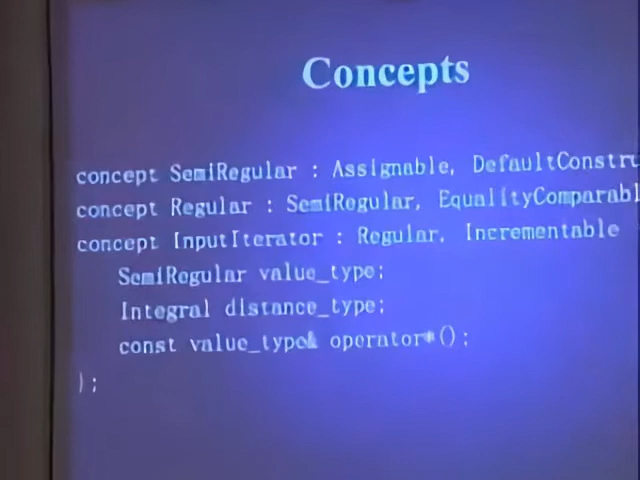 Concepts
concept SemiRegular : Assignable, DefaultConstru
concept Regular : SemiRegular, EqualityComparabl
concept InputIterator : Regular, Incrementable
SemiRegular value_type;
Integral distance_type;
const value_type& operator*();
};